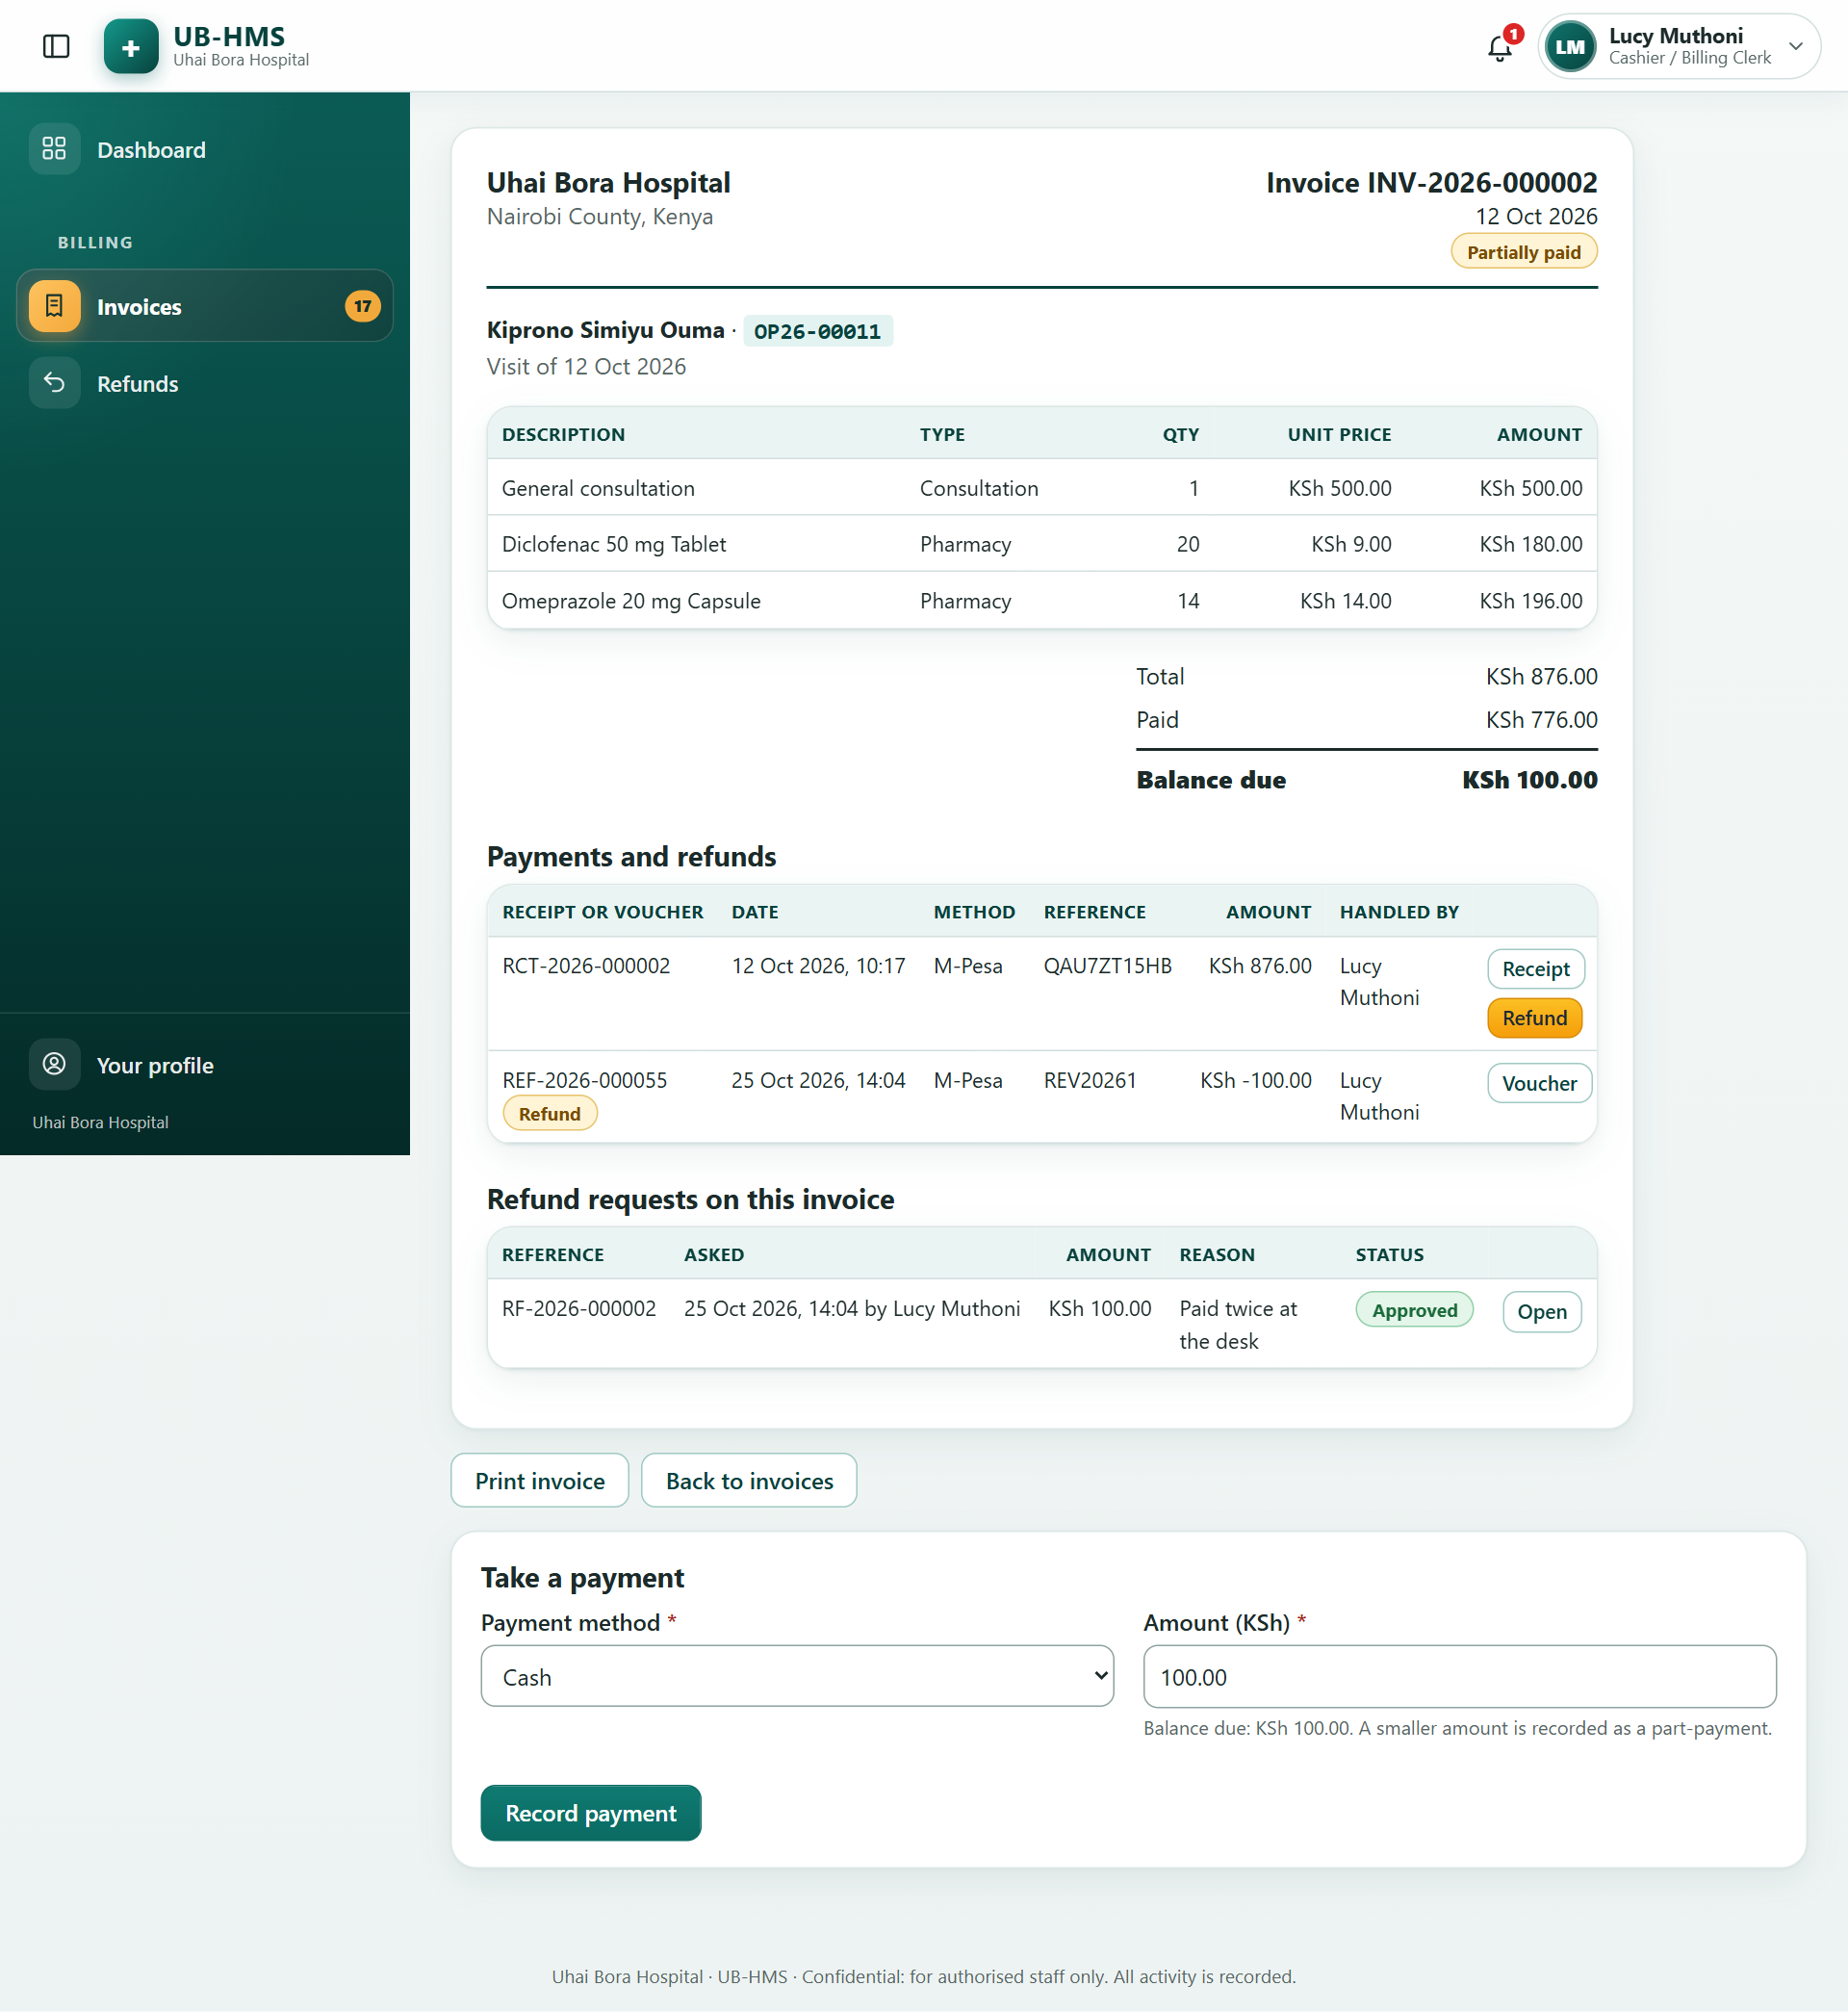 UB-HMS
Uhai Bora Hospital
1
LM
Lucy Muthoni
Cashier / Billing Clerk
Dashboard
BILLING
Invoices 17
Refunds
Your profile
Uhai Bora Hospital
Uhai Bora Hospital
Nairobi County, Kenya
Invoice INV-2026-000002
12 Oct 2026
Partially paid
Kiprono Simiyu Ouma · OP26-00011
Visit of 12 Oct 2026
DESCRIPTION TYPE QTY UNIT PRICE AMOUNT
General consultation Consultation 1 KSh 500.00 KSh 500.00
Diclofenac 50 mg Tablet Pharmacy 20 KSh 9.00 KSh 180.00
Omeprazole 20 mg Capsule Pharmacy 14 KSh 14.00 KSh 196.00
Total KSh 876.00
Paid KSh 776.00
Balance due KSh 100.00
Payments and refunds
RECEIPT OR VOUCHER DATE METHOD REFERENCE AMOUNT HANDLED BY
RCT-2026-000002 12 Oct 2026, 10:17 M-Pesa QAU7ZT15HB KSh 876.00 Lucy Muthoni Receipt
Refund
REF-2026-000055 25 Oct 2026, 14:04 M-Pesa REV20261 KSh -100.00 Lucy Muthoni Voucher
Refund
Refund requests on this invoice
REFERENCE ASKED AMOUNT REASON STATUS
RF-2026-000002 25 Oct 2026, 14:04 by Lucy Muthoni KSh 100.00 Paid twice at the desk Approved Open
Print invoice Back to invoices
Take a payment
Payment method * Amount (KSh) *
Cash 100.00
Balance due: KSh 100.00. A smaller amount is recorded as a part-payment.
Record payment
Uhai Bora Hospital · UB-HMS · Confidential: for authorised staff only. All activity is recorded.